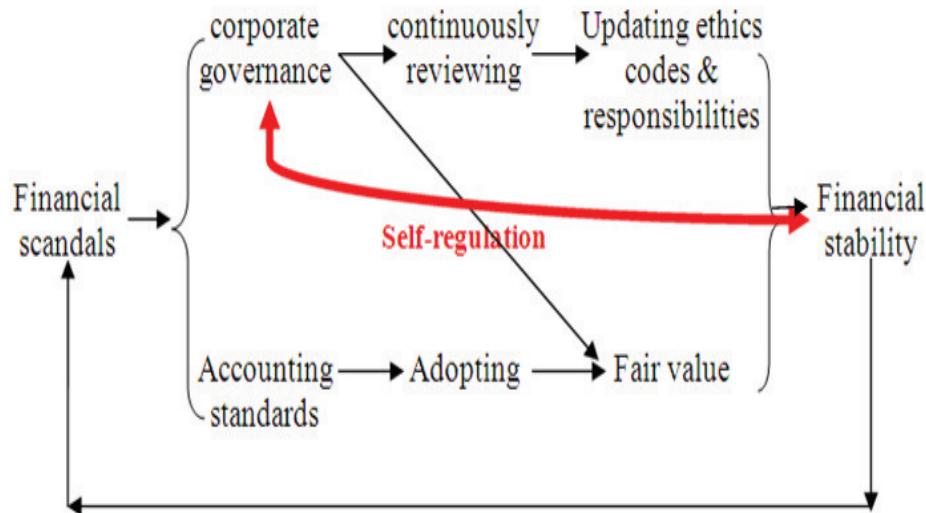 corporate
governance
continuously
reviewing
Updating ethics
codes &
responsibilities
Financial
scandals
Self-regulation
Financial
stability
Accounting
standards
Adopting
Fair value